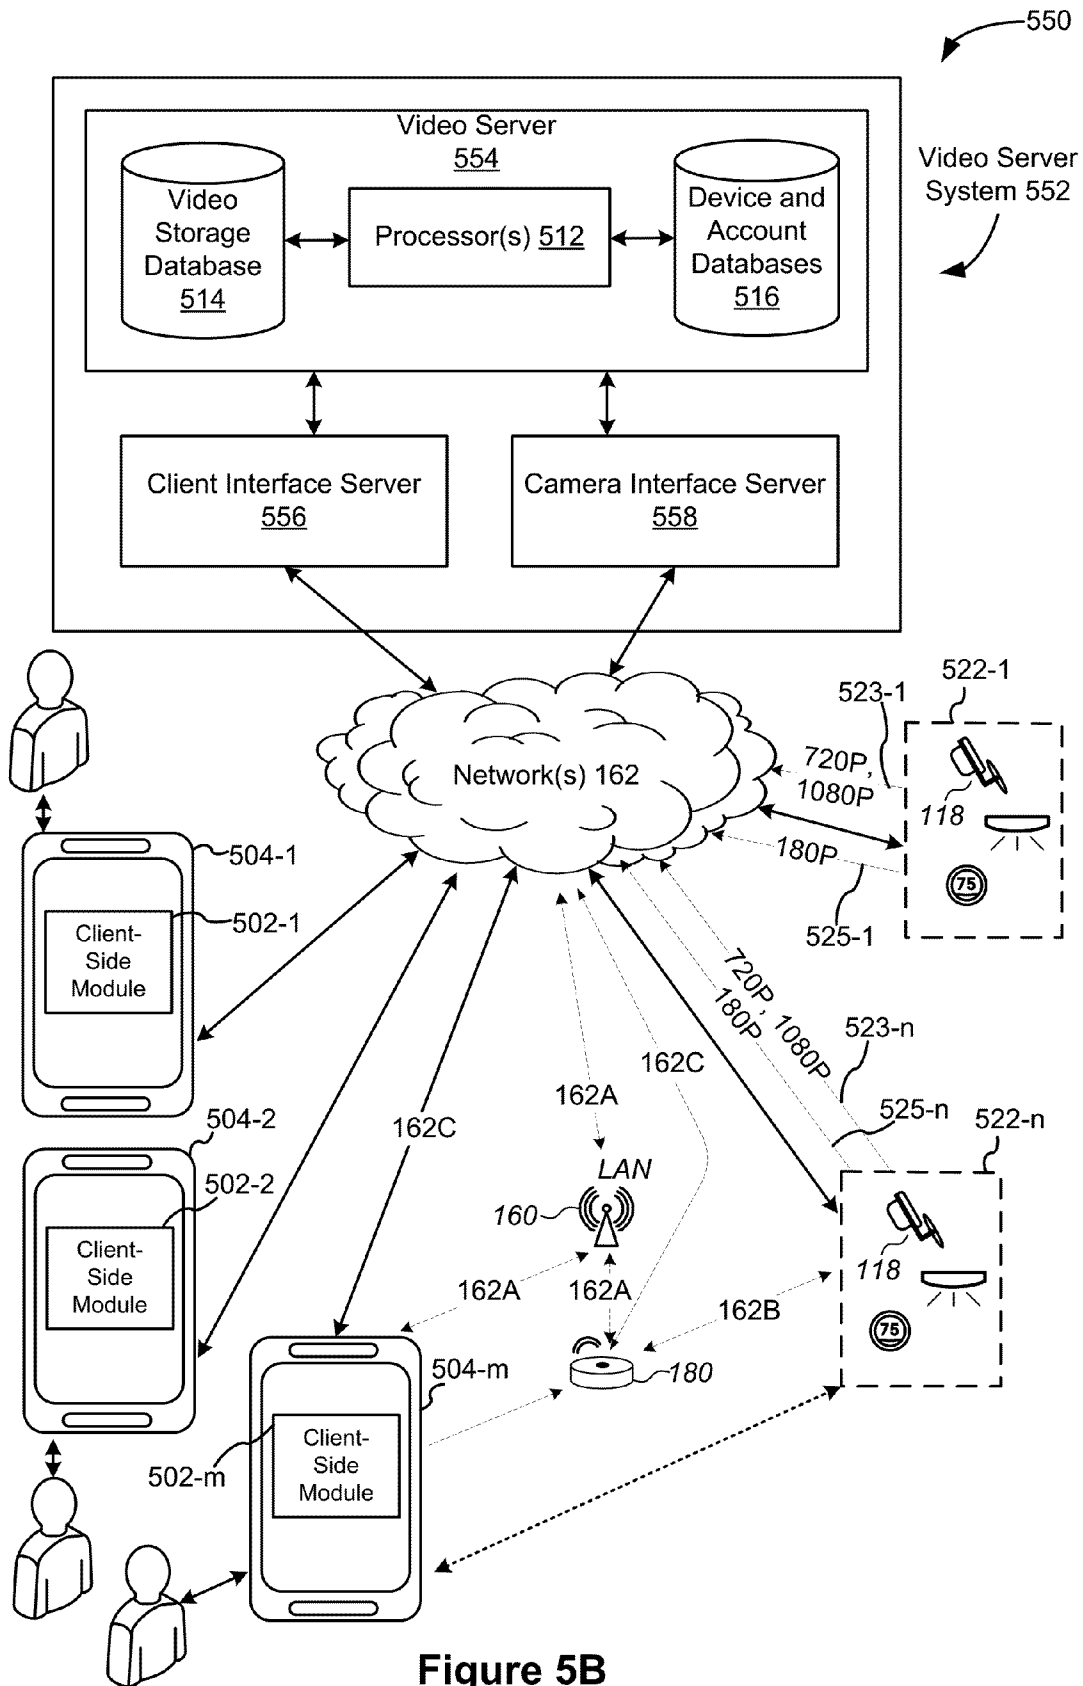 550
Video Server
554
Video
Storage
Database
514
Processor(s) 512
Device and
Account
Databases
516
Video Server
System 552
Client Interface Server
556
Camera Interface Server
558
Network(s) 162
523-1
522-1
720P,
1080P
118
180P
75
525-1
504-1
502-1
Client-
Side
Module
720P, 1080P
180P
523-n
525-n
522-n
162C
162A
162C
504-2
502-2
Client-
Side
Module
LAN
160
118
162A
162A
162B
75
504-m
180
502-m
Client-
Side
Module
Figure 5B